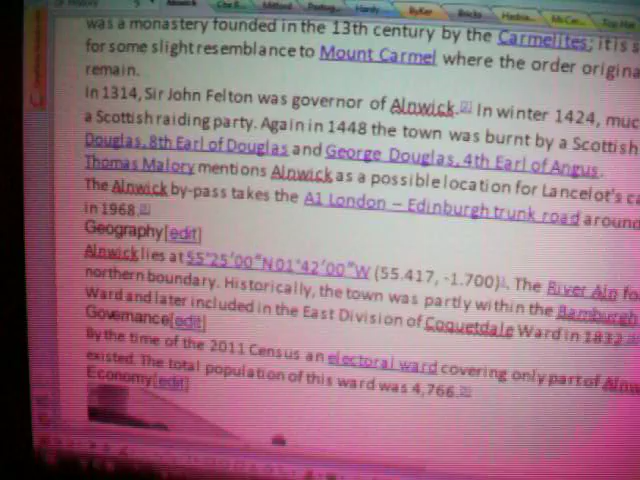 Alnwick
Hardy
ByKer
Bricks
was a monastery founded in the 13th century by the Carmelites; it is s
for some slight resemblance to Mount Carmel where the order origina
remain.
In 1314, Sir John Felton was governor of Alnwick.[2] In winter 1424, muc
a Scottish raiding party. Again in 1448 the town was burnt by a Scottish
Douglas, 8th Earl of Douglas and George Douglas, 4th Earl of Angus.
Thomas Malory mentions Alnwick as a possible location for Lancelot's ca
The Alnwick by-pass takes the A1 London – Edinburgh trunk road around
in 1968.
Geography[edit]
Alnwick lies at 55°25′00″N 01°42′00″W (55.417, -1.700). The River Aln fo
northern boundary. Historically, the town was partly within the Bamburgh
Ward and later included in the East Division of Coquetdale Ward in 1832.
Governance[edit]
By the time of the 2011 Census an electoral ward covering only part of Alnw
existed. The total population of this ward was 4,766.
Economy[edit]